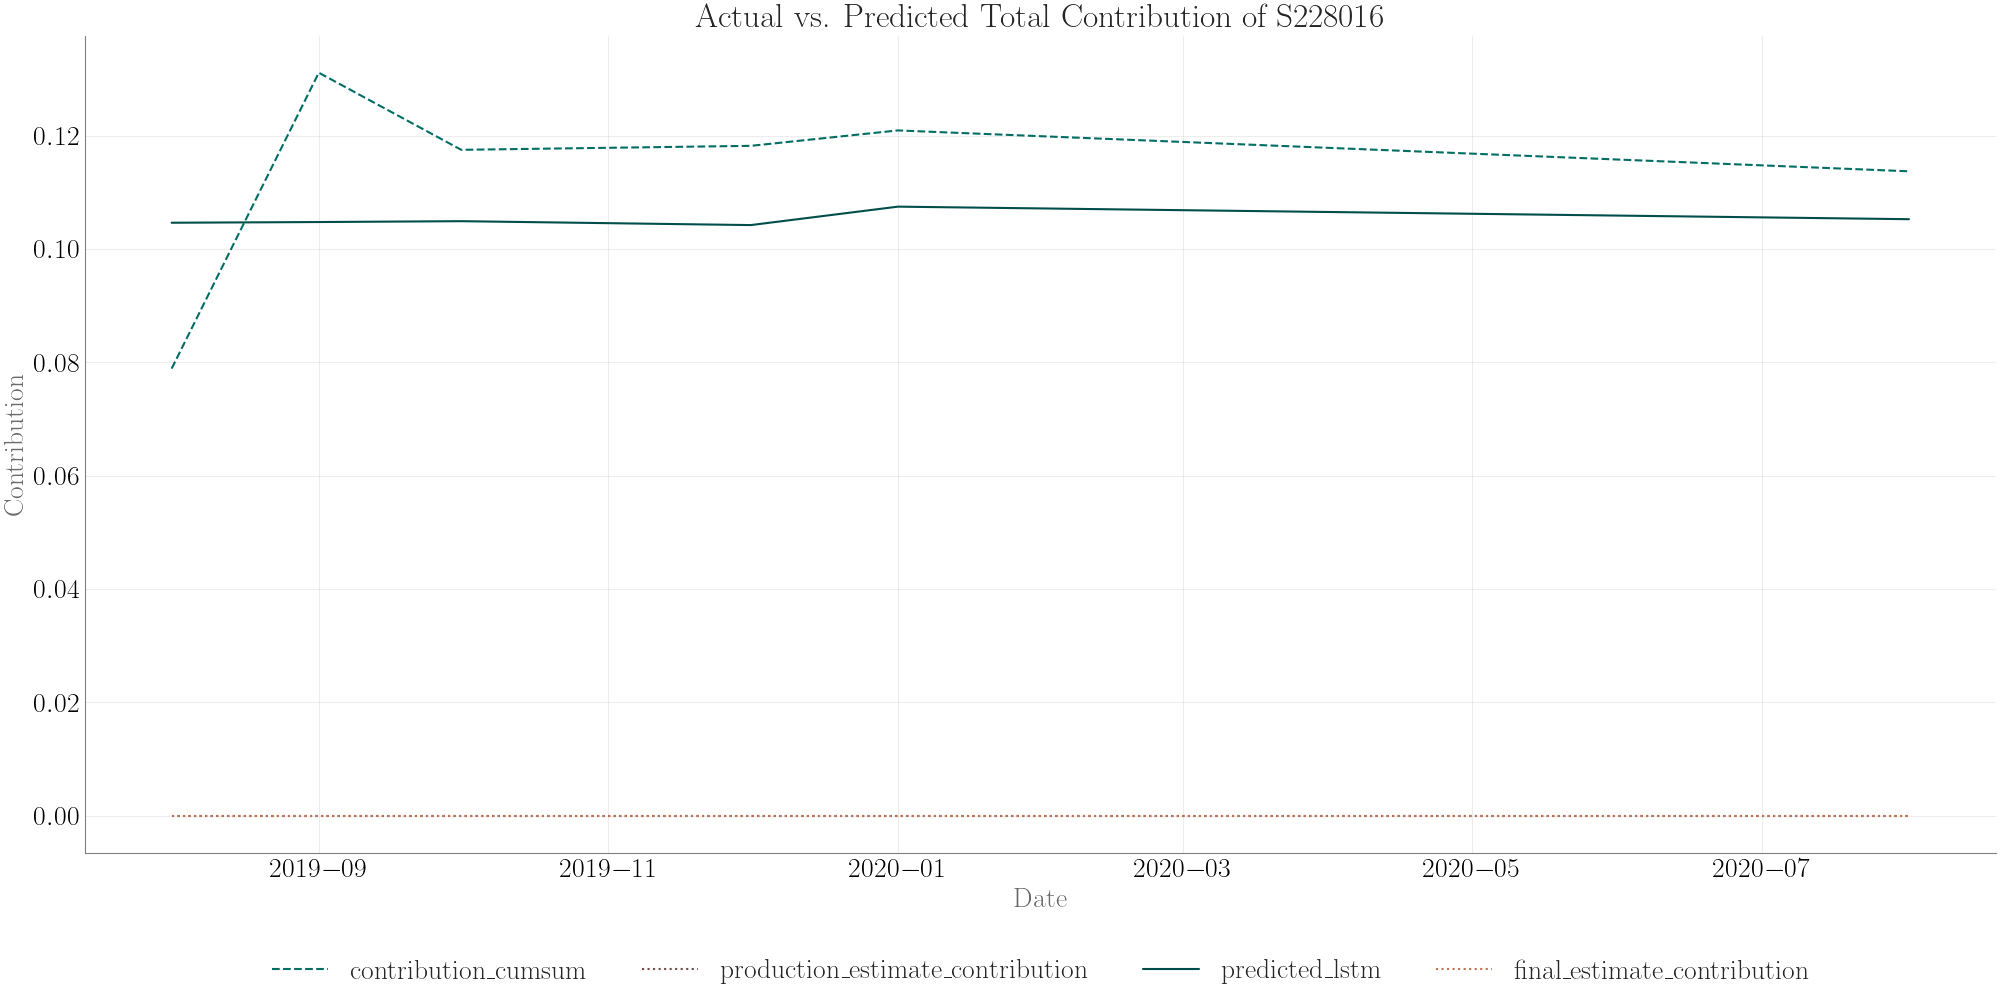 Actual vs. Predicted Total Contribution of S228016
0.12
0.10
0.08
0.06
0.04
0.02
0.00
Contribution
2019−09 2019−11 2020−01 2020−03 2020−05 2020−07
Date
contribution_cumsum production_estimate_contribution predicted_lstm final_estimate_contribution